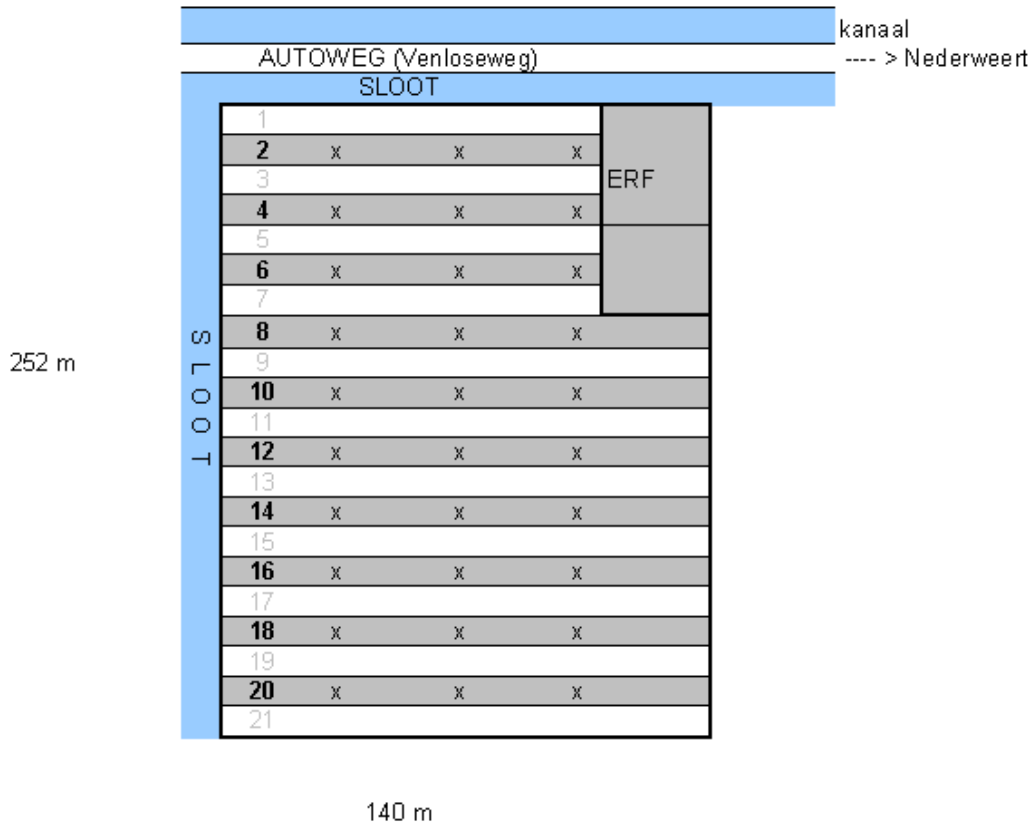 kanaal
AUTOWEG (Venloseweg)
---- > Nederweert
SLOOT
1
2 x x x
3 ERF
4 x x x
5
6 x x x
7
8 x x x
9
10 x x x
11
12 x x x
13
14 x x x
15
16 x x x
17
18 x x x
19
20 x x x
21
SLOOT
252 m
140 m